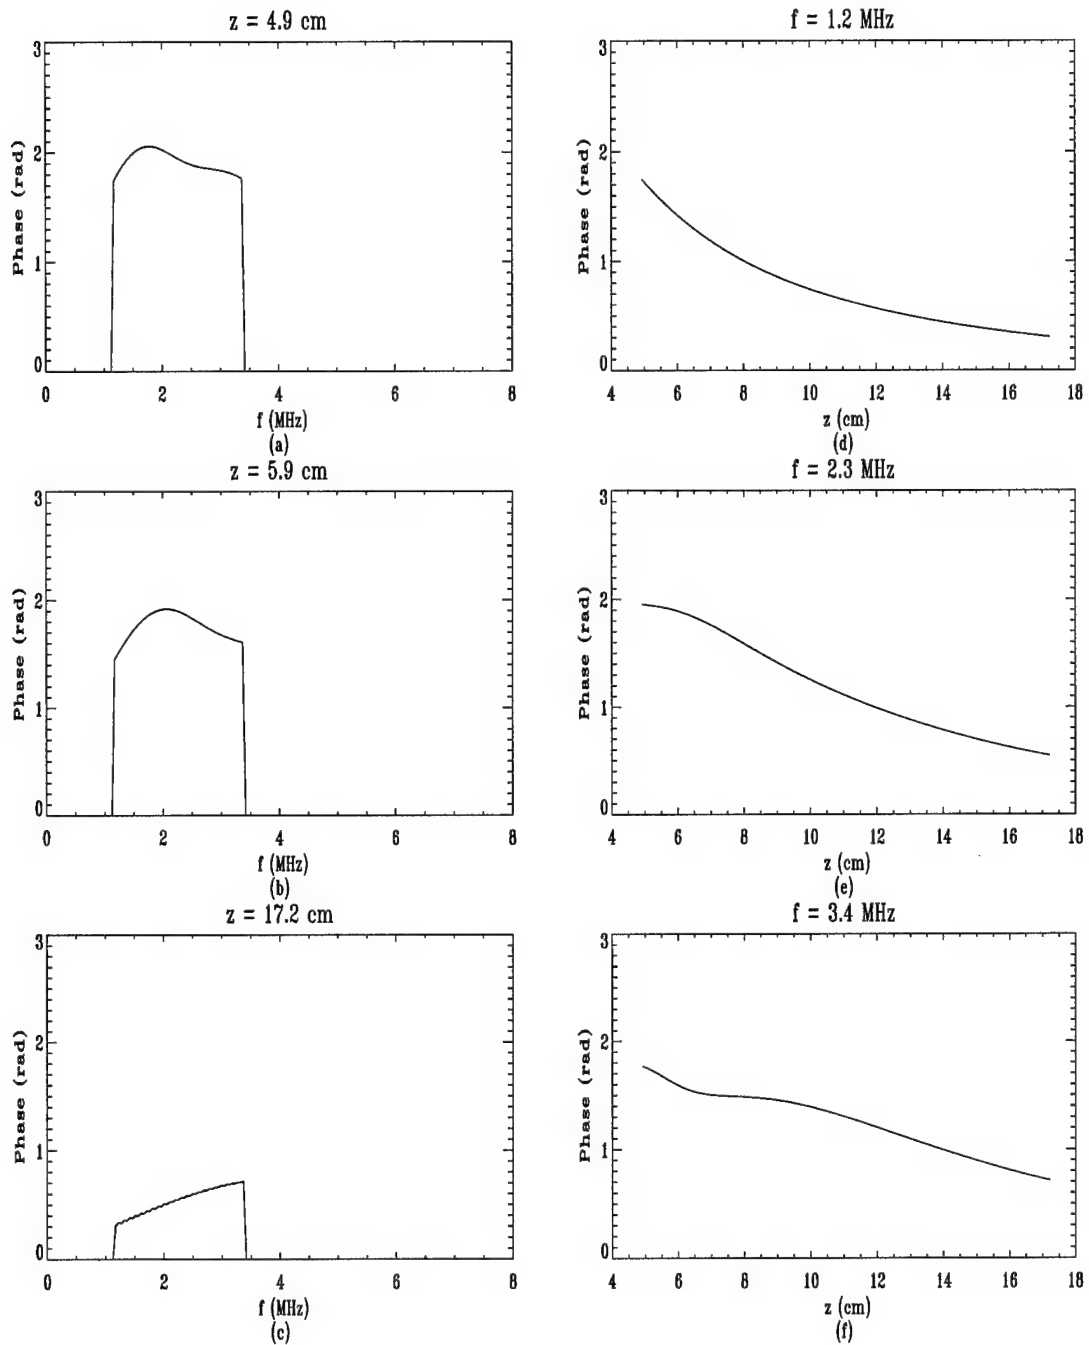 z = 4.9 cm
3
2
1
0
Phase (rad)
0 2 4 6 8
f (MHz)
(a)
f = 1.2 MHz
3
2
1
0
Phase (rad)
4 6 8 10 12 14 16 18
z (cm)
(d)
z = 5.9 cm
3
2
1
0
Phase (rad)
0 2 4 6 8
f (MHz)
(b)
f = 2.3 MHz
3
2
1
0
Phase (rad)
4 6 8 10 12 14 16 18
z (cm)
(e)
z = 17.2 cm
3
2
1
0
Phase (rad)
0 2 4 6 8
f (MHz)
(c)
f = 3.4 MHz
3
2
1
0
Phase (rad)
4 6 8 10 12 14 16 18
z (cm)
(f)